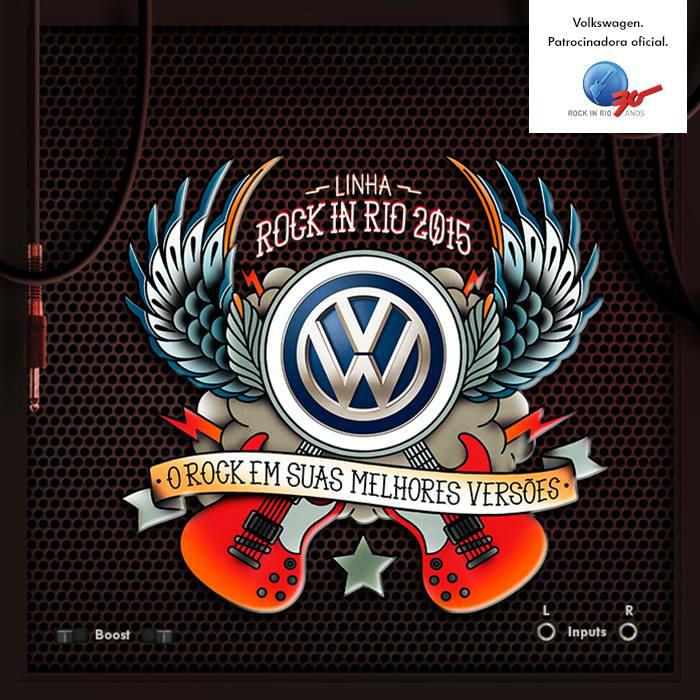 Volkswagen.
Patrocinadora oficial.
30
ROCK IN RIO ANOS
LINHA
ROCK IN RIO 2015
VW
• O ROCK EM SUAS MELHORES VERSÕES •
L R
Boost Inputs